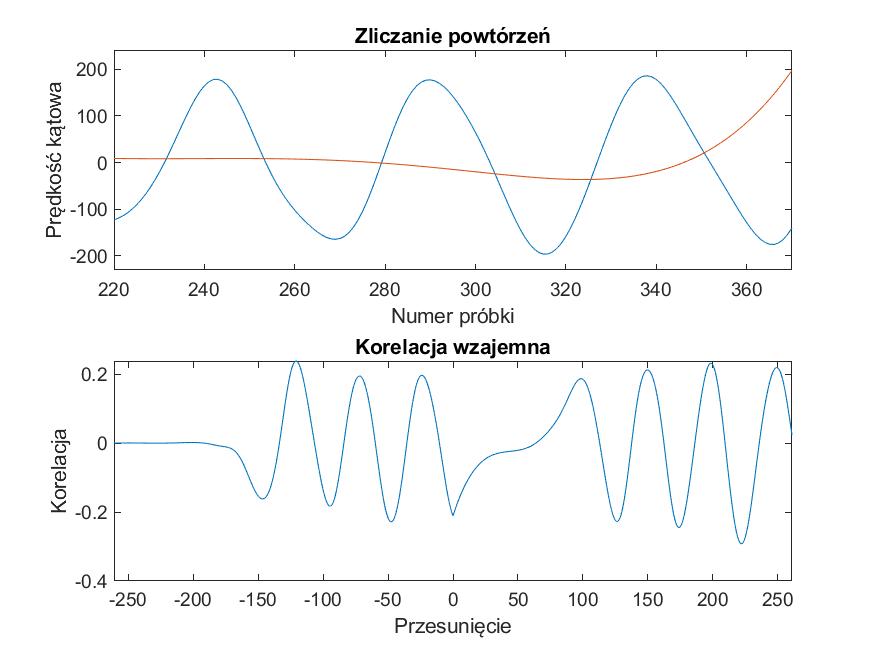 Zliczanie powtórzeń
Prędkość kątowa
200
100
0
-100
-200
220 240 260 280 300 320 340 360
Numer próbki
Korelacja wzajemna
Korelacja
0.2
0
-0.2
-0.4
-250 -200 -150 -100 -50 0 50 100 150 200 250
Przesunięcie